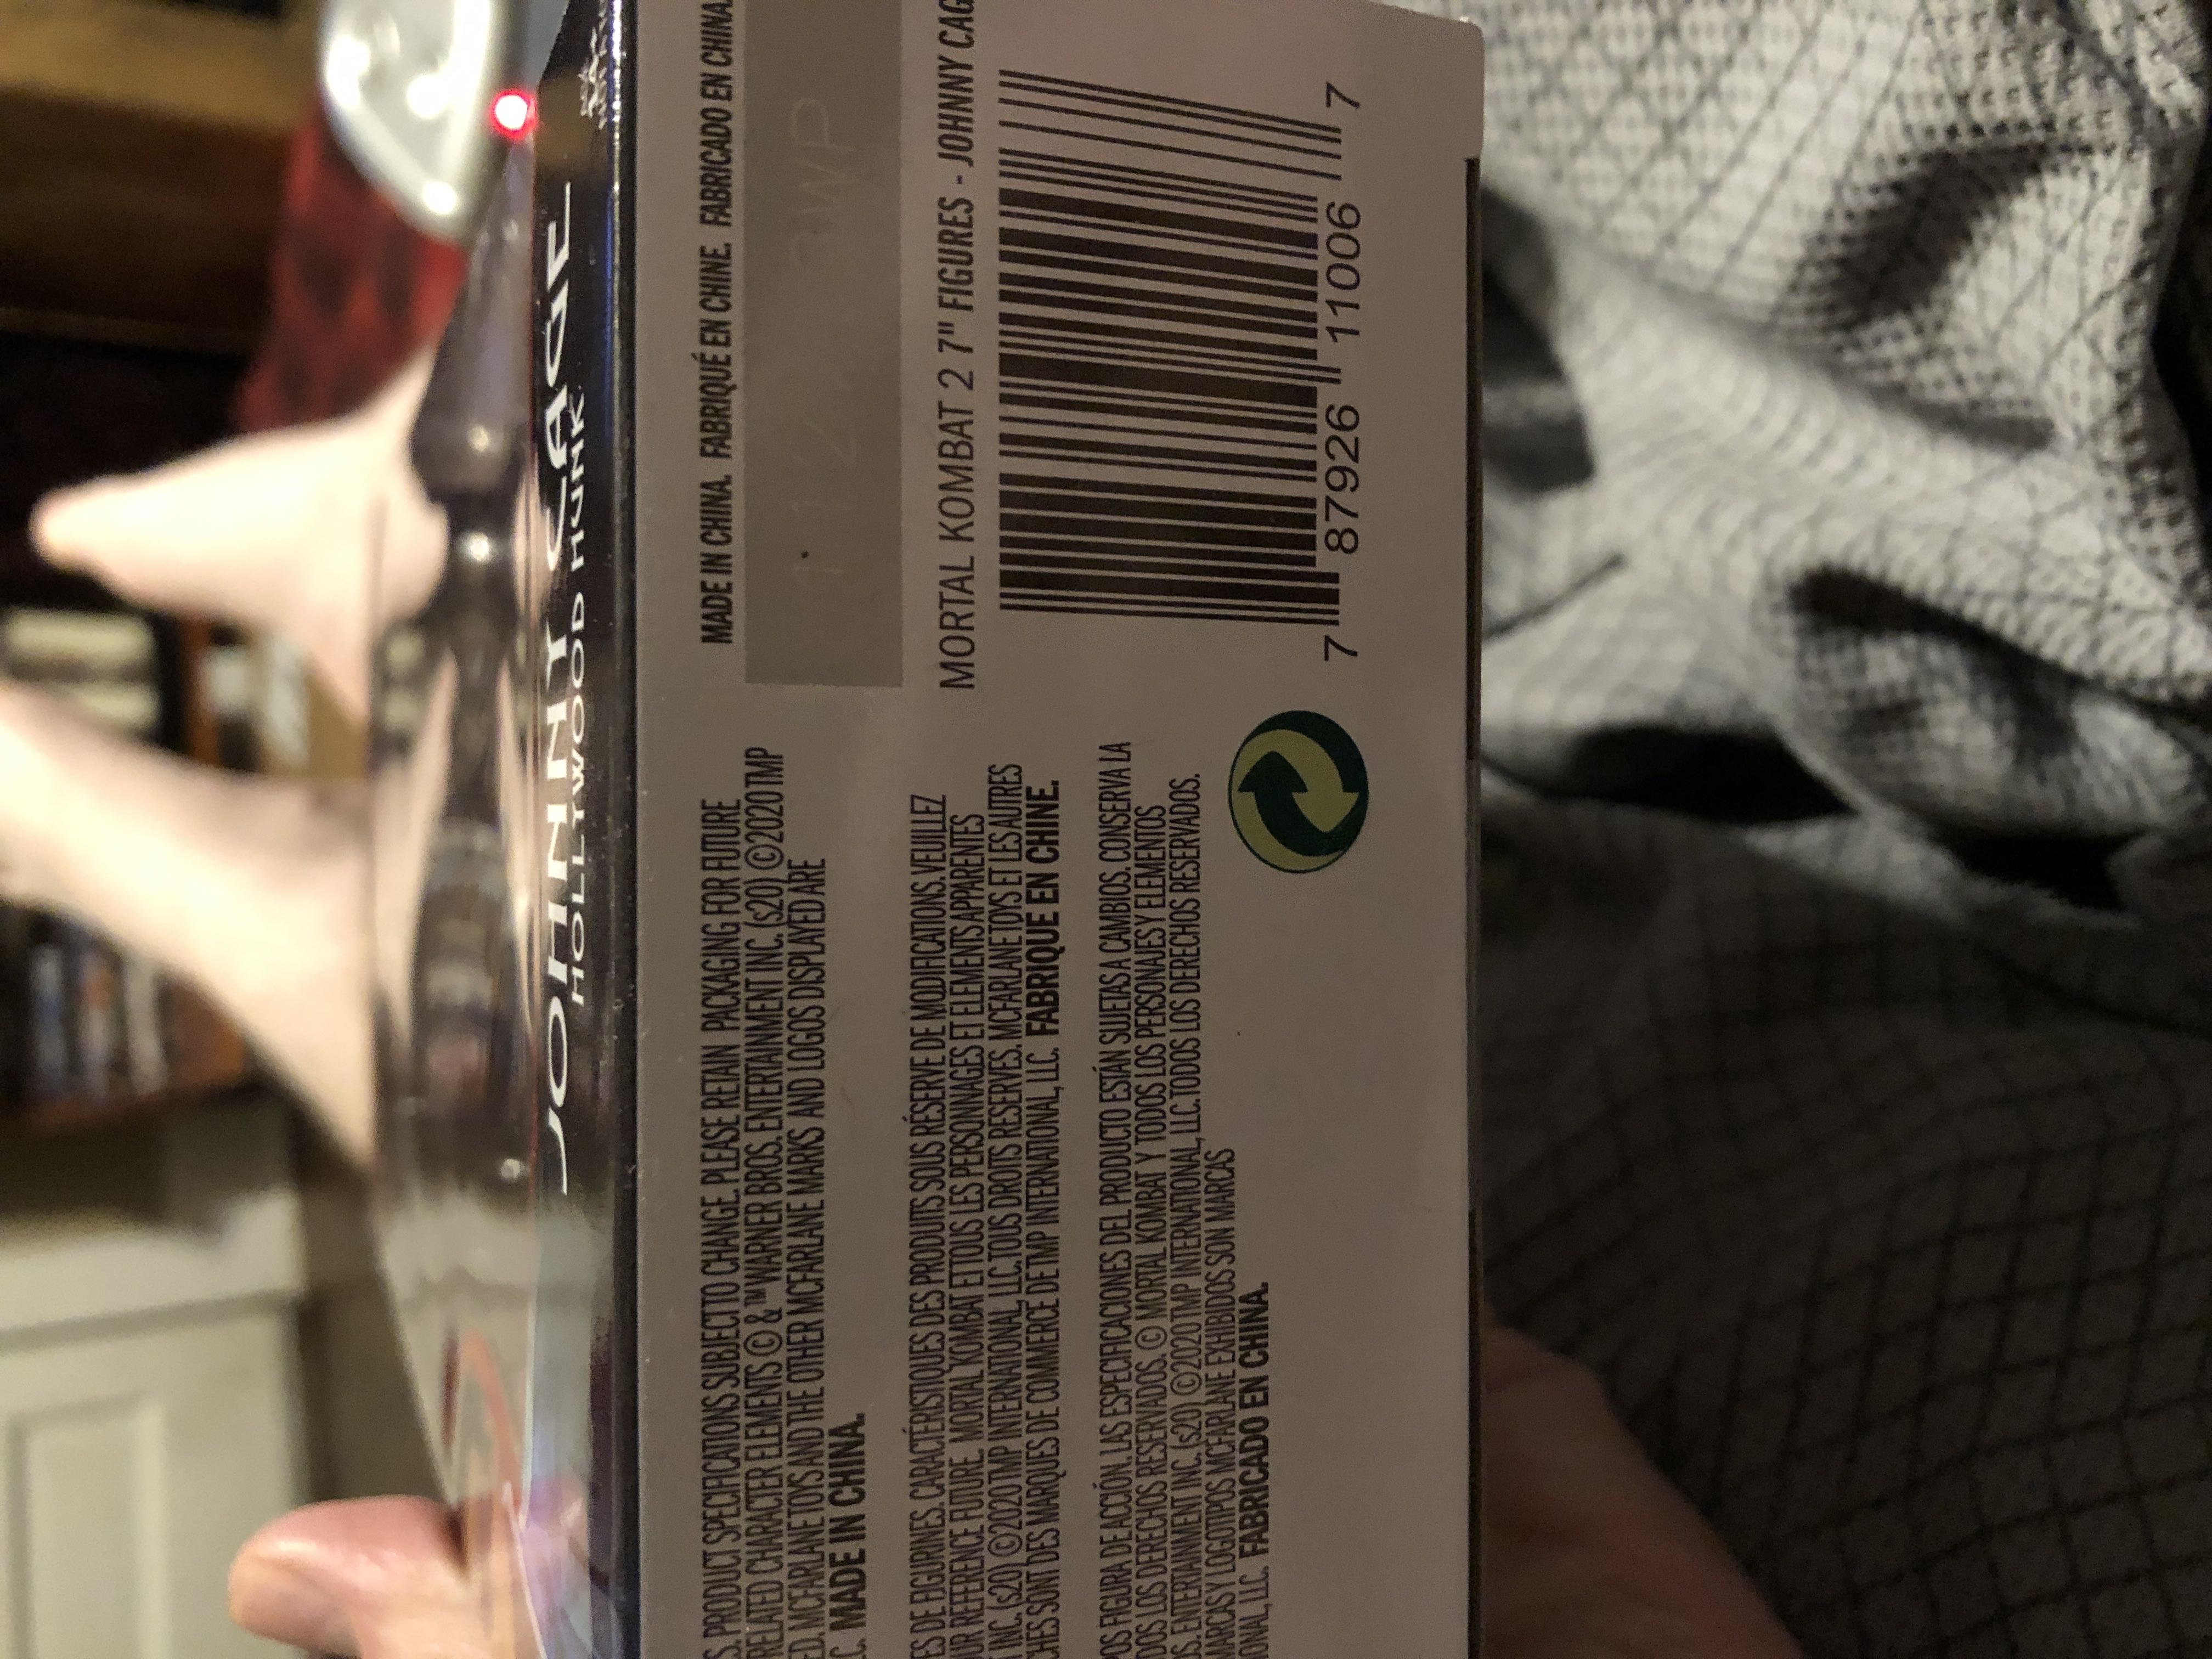 JOHNNY CAGE
HOLLYWOOD HUNK
S. PRODUCT SPECIFICATIONS SUBJECT TO CHANGE. PLEASE RETAIN PACKAGING FOR FUTURE
RELATED CHARACTER ELEMENTS © & ™ WARNER BROS. ENTERTAINMENT INC. (s20) ©2020 TMP
ED. MCFARLANE TOYS AND THE OTHER MCFARLANE MARKS AND LOGOS DISPLAYED ARE
LC. MADE IN CHINA.
ES DE FIGURINES. CARACTÉRISTIQUES DES PRODUITS SOUS RÉSERVE DE MODIFICATIONS. VEUILLEZ
UR REFERENCE FUTURE. MORTAL KOMBAT ET TOUS LES PERSONNAGES ET ELEMENTS APPARENTES
T INC. (s20) ©2020 TMP INTERNATIONAL, LLC. TOUS DROITS RESERVES. MCFARLANE TOYS ET LES AUTRES
CHES SONT DES MARQUES DE COMMERCE DE TMP INTERNATIONAL, LLC. FABRIQUE EN CHINE.
POS FIGURA DE ACCIÓN. LAS ESPECIFICACIONES DEL PRODUCTO ESTÁN SUJETAS A CAMBIOS. CONSERVA LA
DOS LOS DERECHOS RESERVADOS. © MORTAL KOMBAT Y TODOS LOS PERSONALES Y ELEMENTOS
S. ENTERTAINMENT INC. (s20) ©2020 TMP INTERNATIONAL, LLC. TODOS LOS DERECHOS RESERVADOS.
MARCAS Y LOGOTIPOS MCFARLANE EXHIBIDOS SON MARCAS
IONAL, LLC. FABRICADO EN CHINA.
MADE IN CHINA. FABRIQUÉ EN CHINE. FABRICADO EN CHINA.
MORTAL KOMBAT 2 7" FIGURES - JOHNNY CAG
7 87926 11006 7